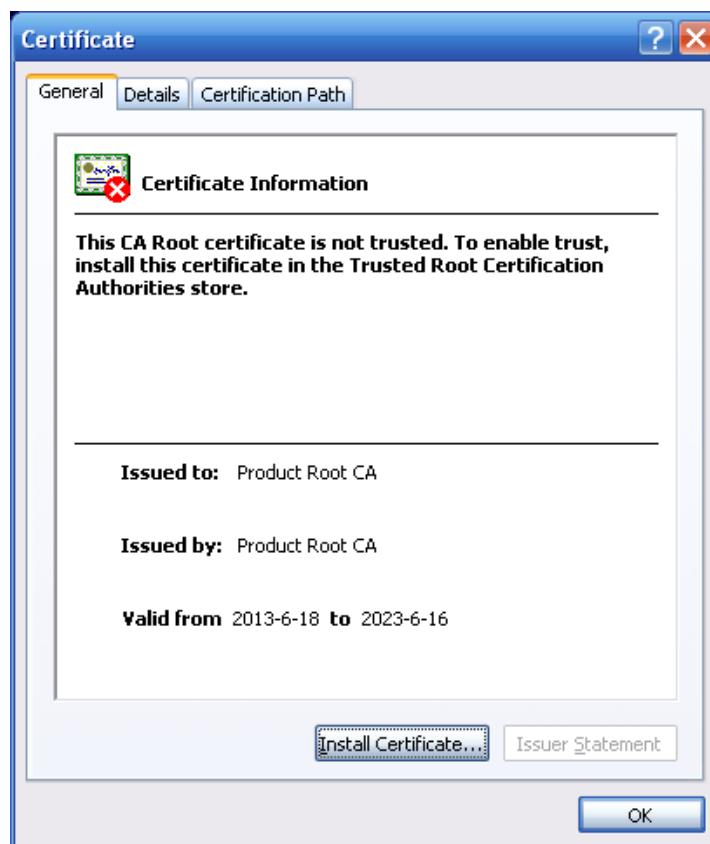 Certificate
General Details Certification Path
Certificate Information
This CA Root certificate is not trusted. To enable trust,
install this certificate in the Trusted Root Certification
Authorities store.
Issued to: Product Root CA
Issued by: Product Root CA
Valid from 2013-6-18 to 2023-6-16
Install Certificate... Issuer Statement
OK